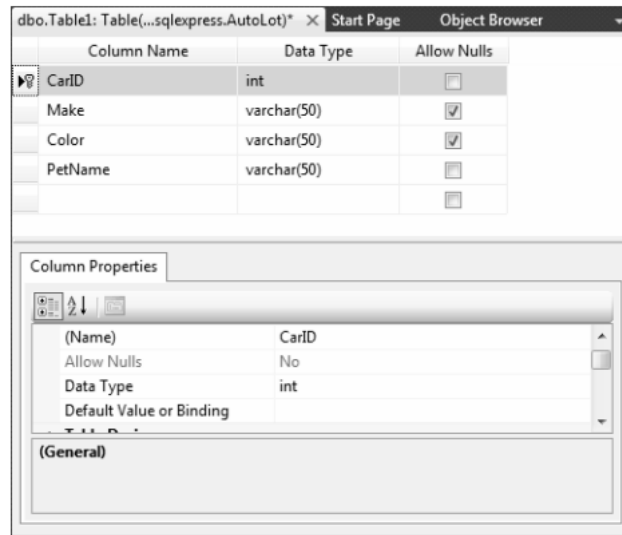 dbo.Table1: Table(...sqlexpress.AutoLot)* Start Page Object Browser
Column Name Data Type Allow Nulls
CarID int
Make varchar(50)
Color varchar(50)
PetName varchar(50)
Column Properties
(Name) CarID
Allow Nulls No
Data Type int
Default Value or Binding
(General)